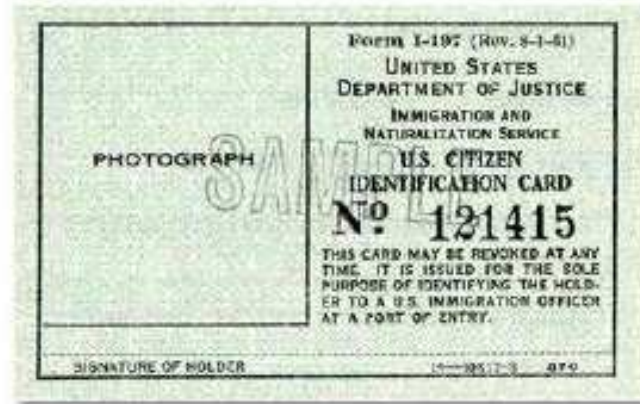 Form I-197 (Rev. 8-1-61)
UNITED STATES
DEPARTMENT OF JUSTICE
IMMIGRATION AND
NATURALIZATION SERVICE
PHOTOGRAPH
SAMPLE
U.S. CITIZEN
IDENTIFICATION CARD
Nº 121415
THIS CARD MAY BE REVOKED AT ANY
TIME. IT IS ISSUED FOR THE SOLE
PURPOSE OF IDENTIFYING THE HOLD-
ER TO A U.S. IMMIGRATION OFFICER
AT A PORT OF ENTRY.
SIGNATURE OF HOLDER
GPO